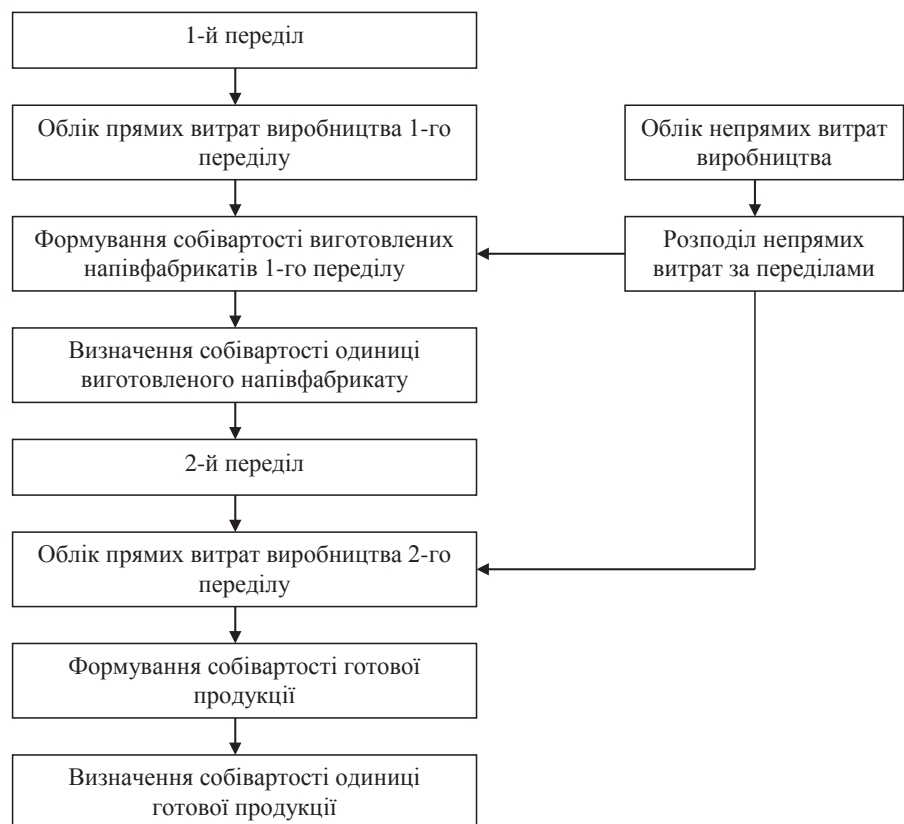 1-й переділ
Облік прямих витрат виробництва 1-го
переділу
Облік непрямих витрат
виробництва
Формування собівартості виготовлених
напівфабрикатів 1-го переділу
Розподіл непрямих
витрат за переділами
Визначення собівартості одиниці
виготовленого напівфабрикату
2-й переділ
Облік прямих витрат виробництва 2-го
переділу
Формування собівартості готової
продукції
Визначення собівартості одиниці
готової продукції